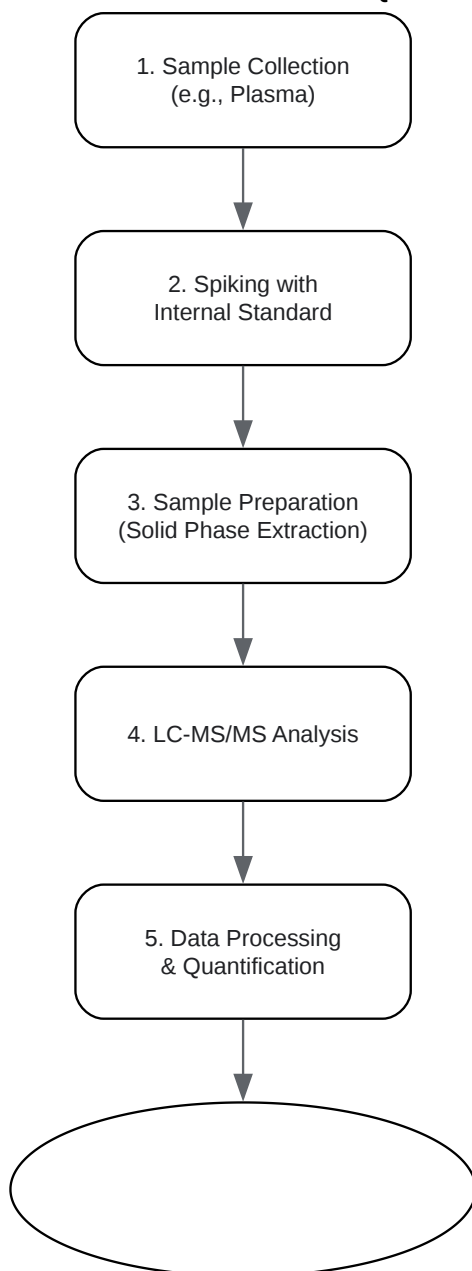 1. Sample Collection
(e.g., Plasma)
2. Spiking with
Internal Standard
3. Sample Preparation
(Solid Phase Extraction)
4. LC-MS/MS Analysis
5. Data Processing
& Quantification